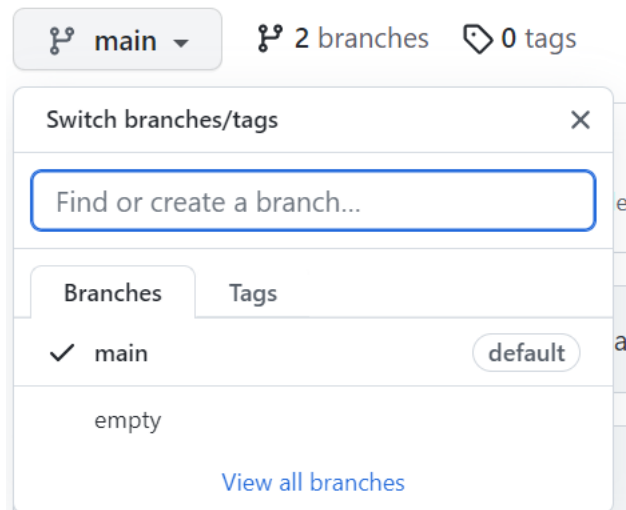 main 2 branches 0 tags
Switch branches/tags
Find or create a branch...
Branches Tags
main default
empty
View all branches